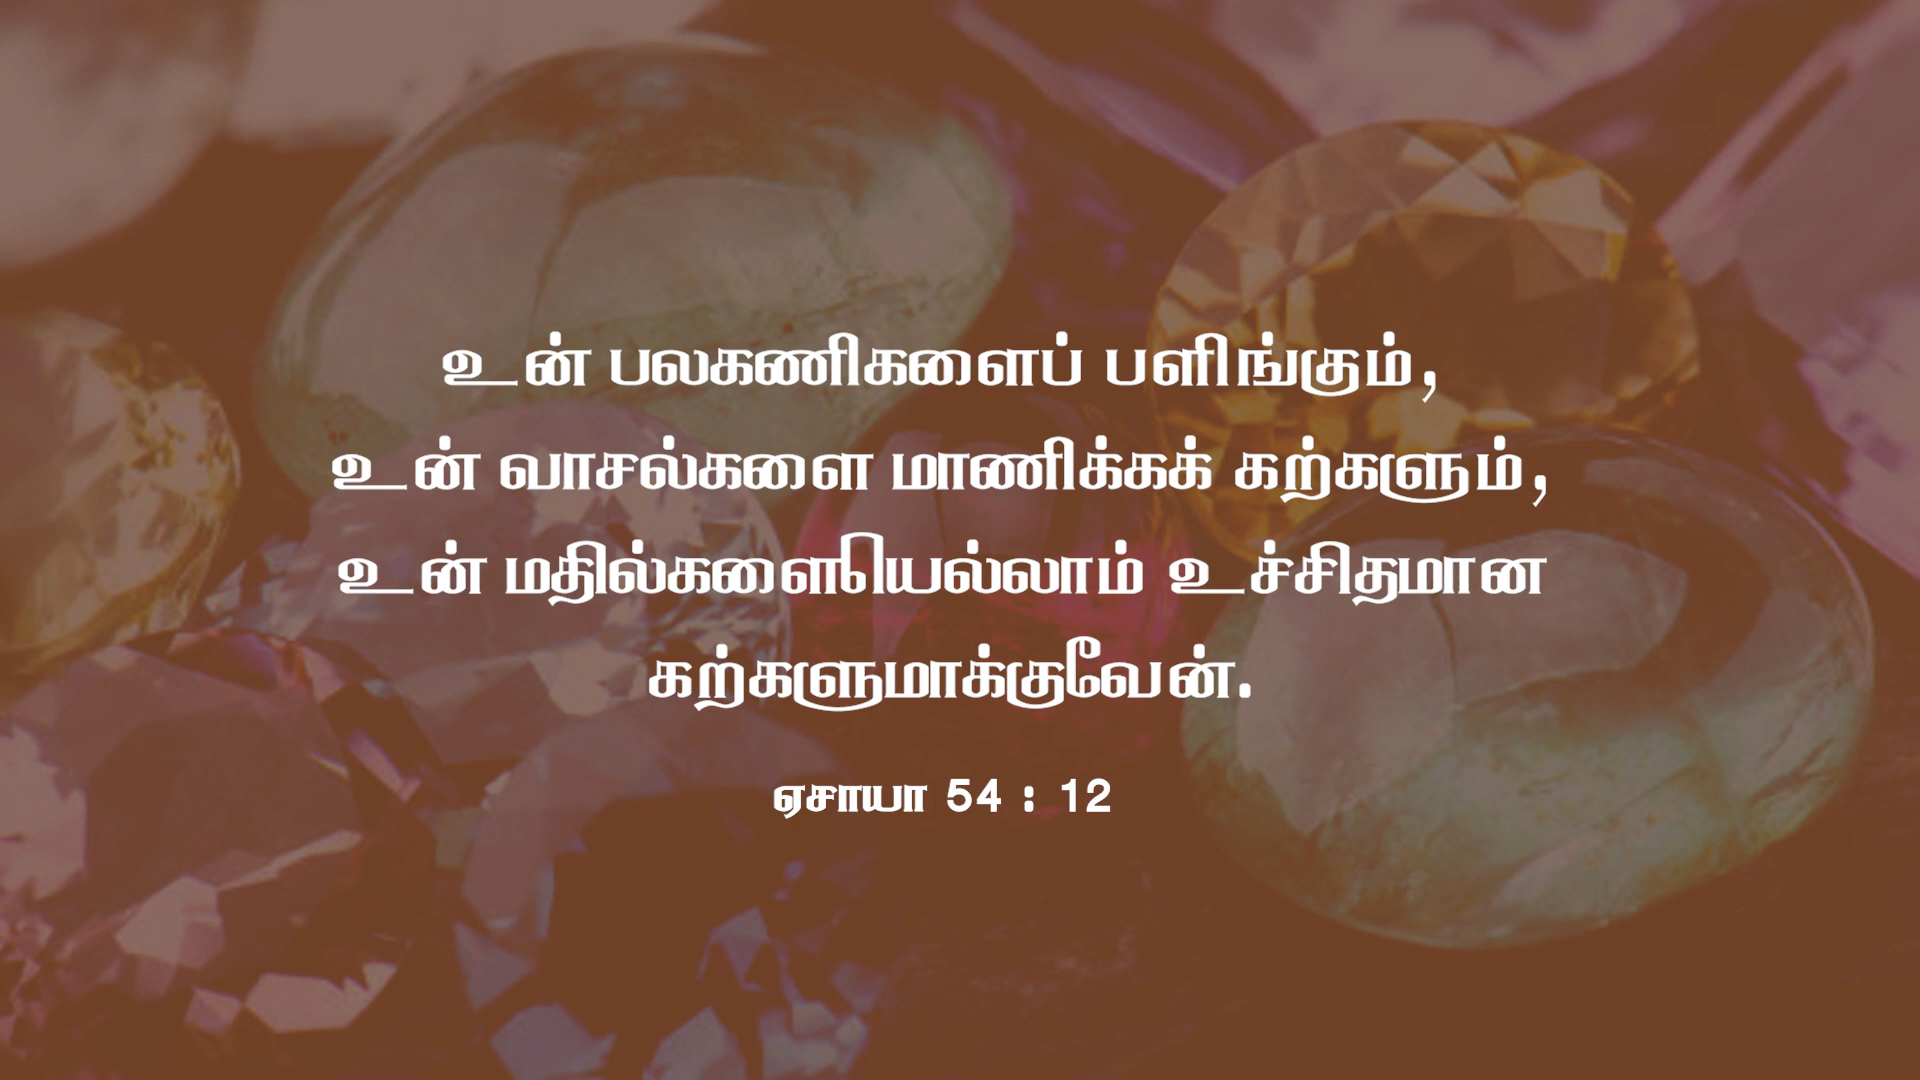 உன் பலகணிகளைப் பளிங்கும்,
உன் வாசல்களை மாணிக்கக் கற்களும்,
உன் மதில்களையெல்லாம் உச்சிதமான
கற்களுமாக்குவேன்.
ஏசாயா 54 : 12